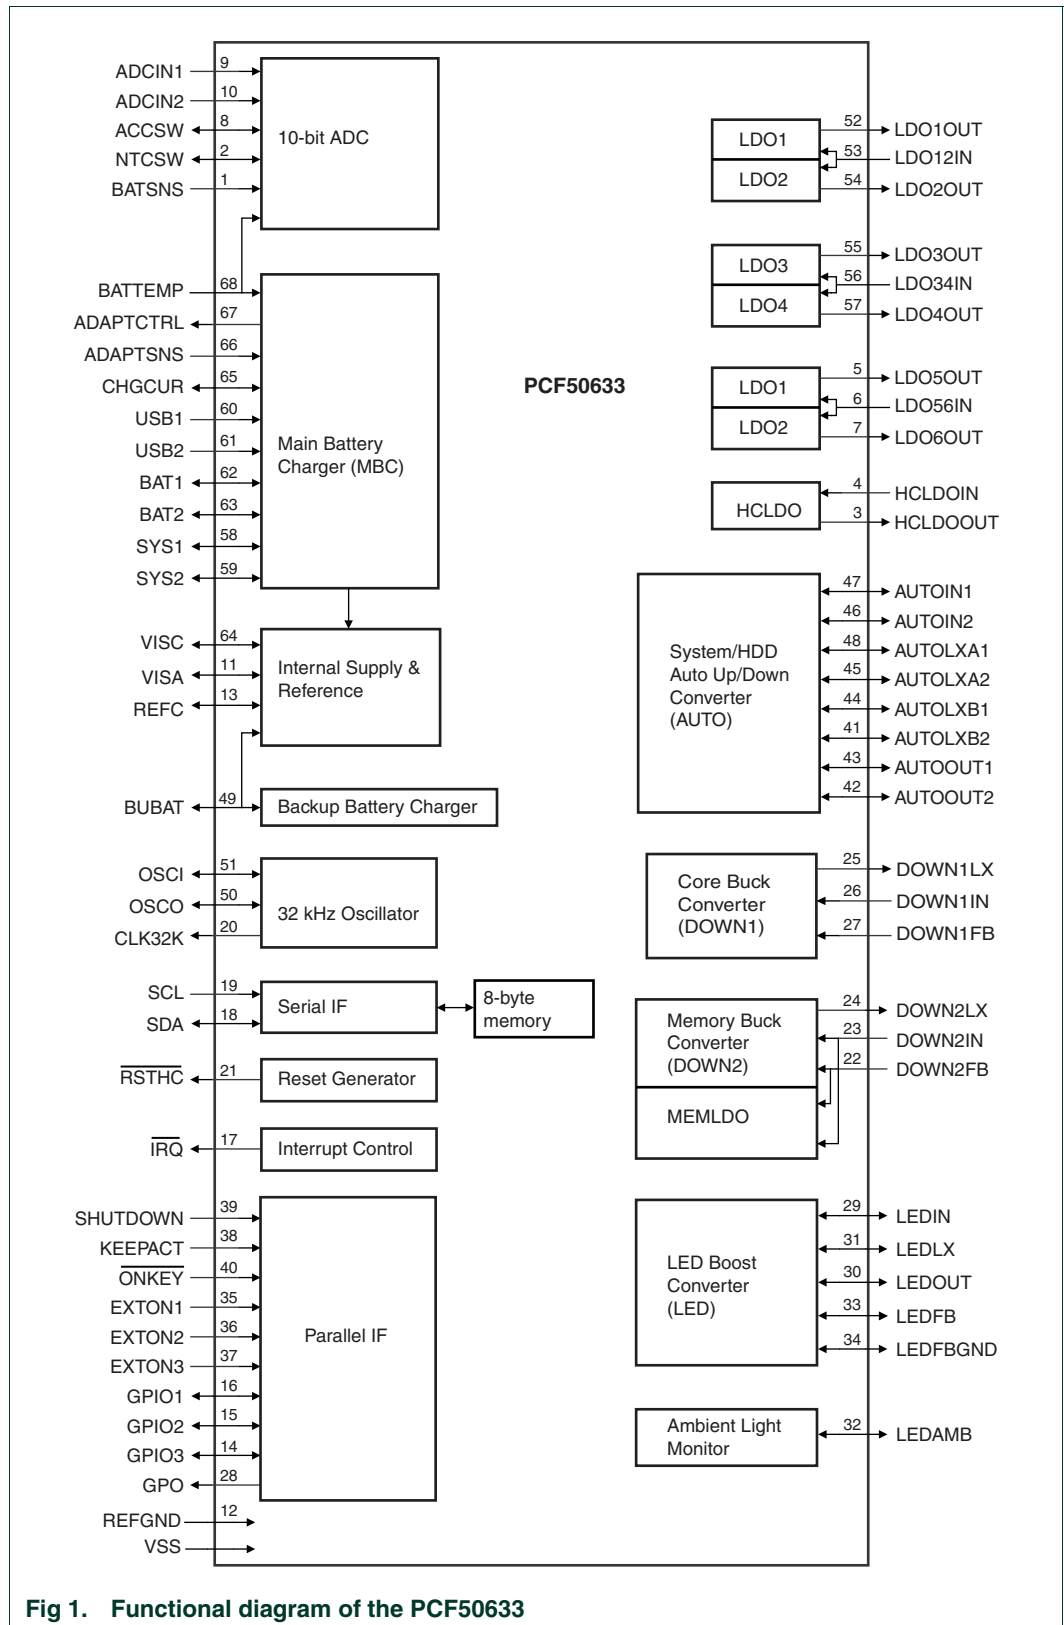 ADCIN1 9
ADCIN2 10
ACCSW 8
NTCSW 2
BATSNS 1
10-bit ADC
BATTEMP 68
ADAPTCTRL 67
ADAPTSNS 66
CHGCUR 65
USB1 60
USB2 61
BAT1 62
BAT2 63
SYS1 58
SYS2 59
Main Battery
Charger (MBC)
VISC 64
VISA 11
REFC 13
Internal Supply &
Reference
BUBAT 49
Backup Battery Charger
OSCI 51
OSCO 50
CLK32K 20
32 kHz Oscillator
SCL 19
SDA 18
Serial IF
8-byte
memory
RSTHC 21
Reset Generator
IRQ 17
Interrupt Control
SHUTDOWN 39
KEEPACT 38
ONKEY 40
EXTON1 35
EXTON2 36
EXTON3 37
GPIO1 16
GPIO2 15
GPIO3 14
GPO 28
Parallel IF
REFGND 12
VSS
PCF50633
LDO1
LDO2
52 LDO1OUT
53 LDO12IN
54 LDO2OUT
LDO3
LDO4
55 LDO3OUT
56 LDO34IN
57 LDO4OUT
LDO1
LDO2
5 LDO5OUT
6 LDO56IN
7 LDO6OUT
HCLDO
4 HCLDOIN
3 HCLDOOUT
System/HDD
Auto Up/Down
Converter
(AUTO)
47 AUTOIN1
46 AUTOIN2
48 AUTOLXA1
45 AUTOLXA2
44 AUTOLXB1
41 AUTOLXB2
43 AUTOOUT1
42 AUTOOUT2
Core Buck
Converter
(DOWN1)
25 DOWN1LX
26 DOWN1IN
27 DOWN1FB
Memory Buck
Converter
(DOWN2)
MEMLDO
24 DOWN2LX
23 DOWN2IN
22 DOWN2FB
LED Boost
Converter
(LED)
29 LEDIN
31 LEDLX
30 LEDOUT
33 LEDFB
34 LEDFBGND
Ambient Light
Monitor
32 LEDAMB
Fig 1. Functional diagram of the PCF50633